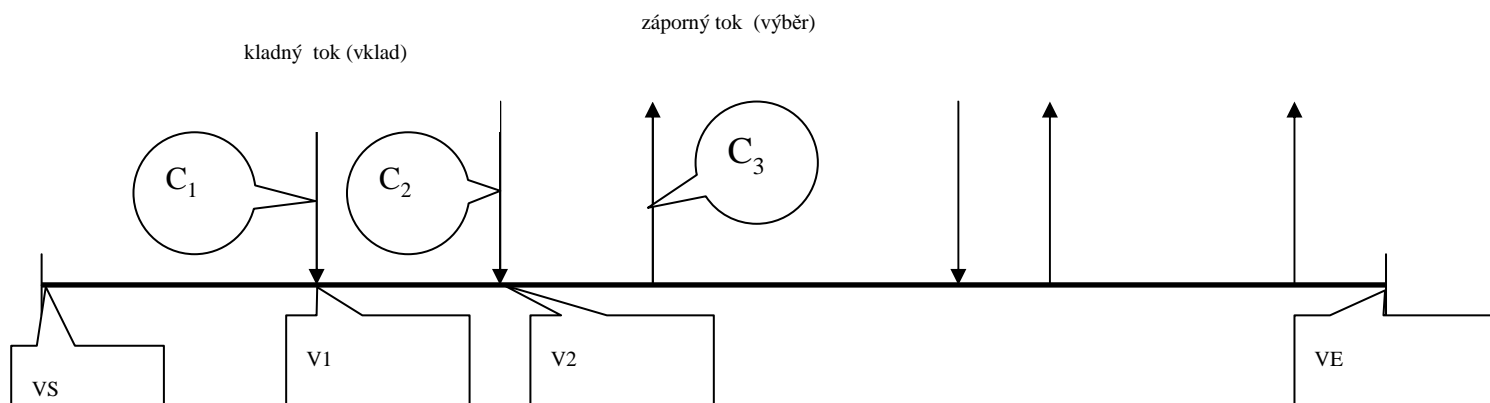 záporný tok (výběr)
kladný tok (vklad)
C₁
C₂
C₃
VS
V1
V2
VE